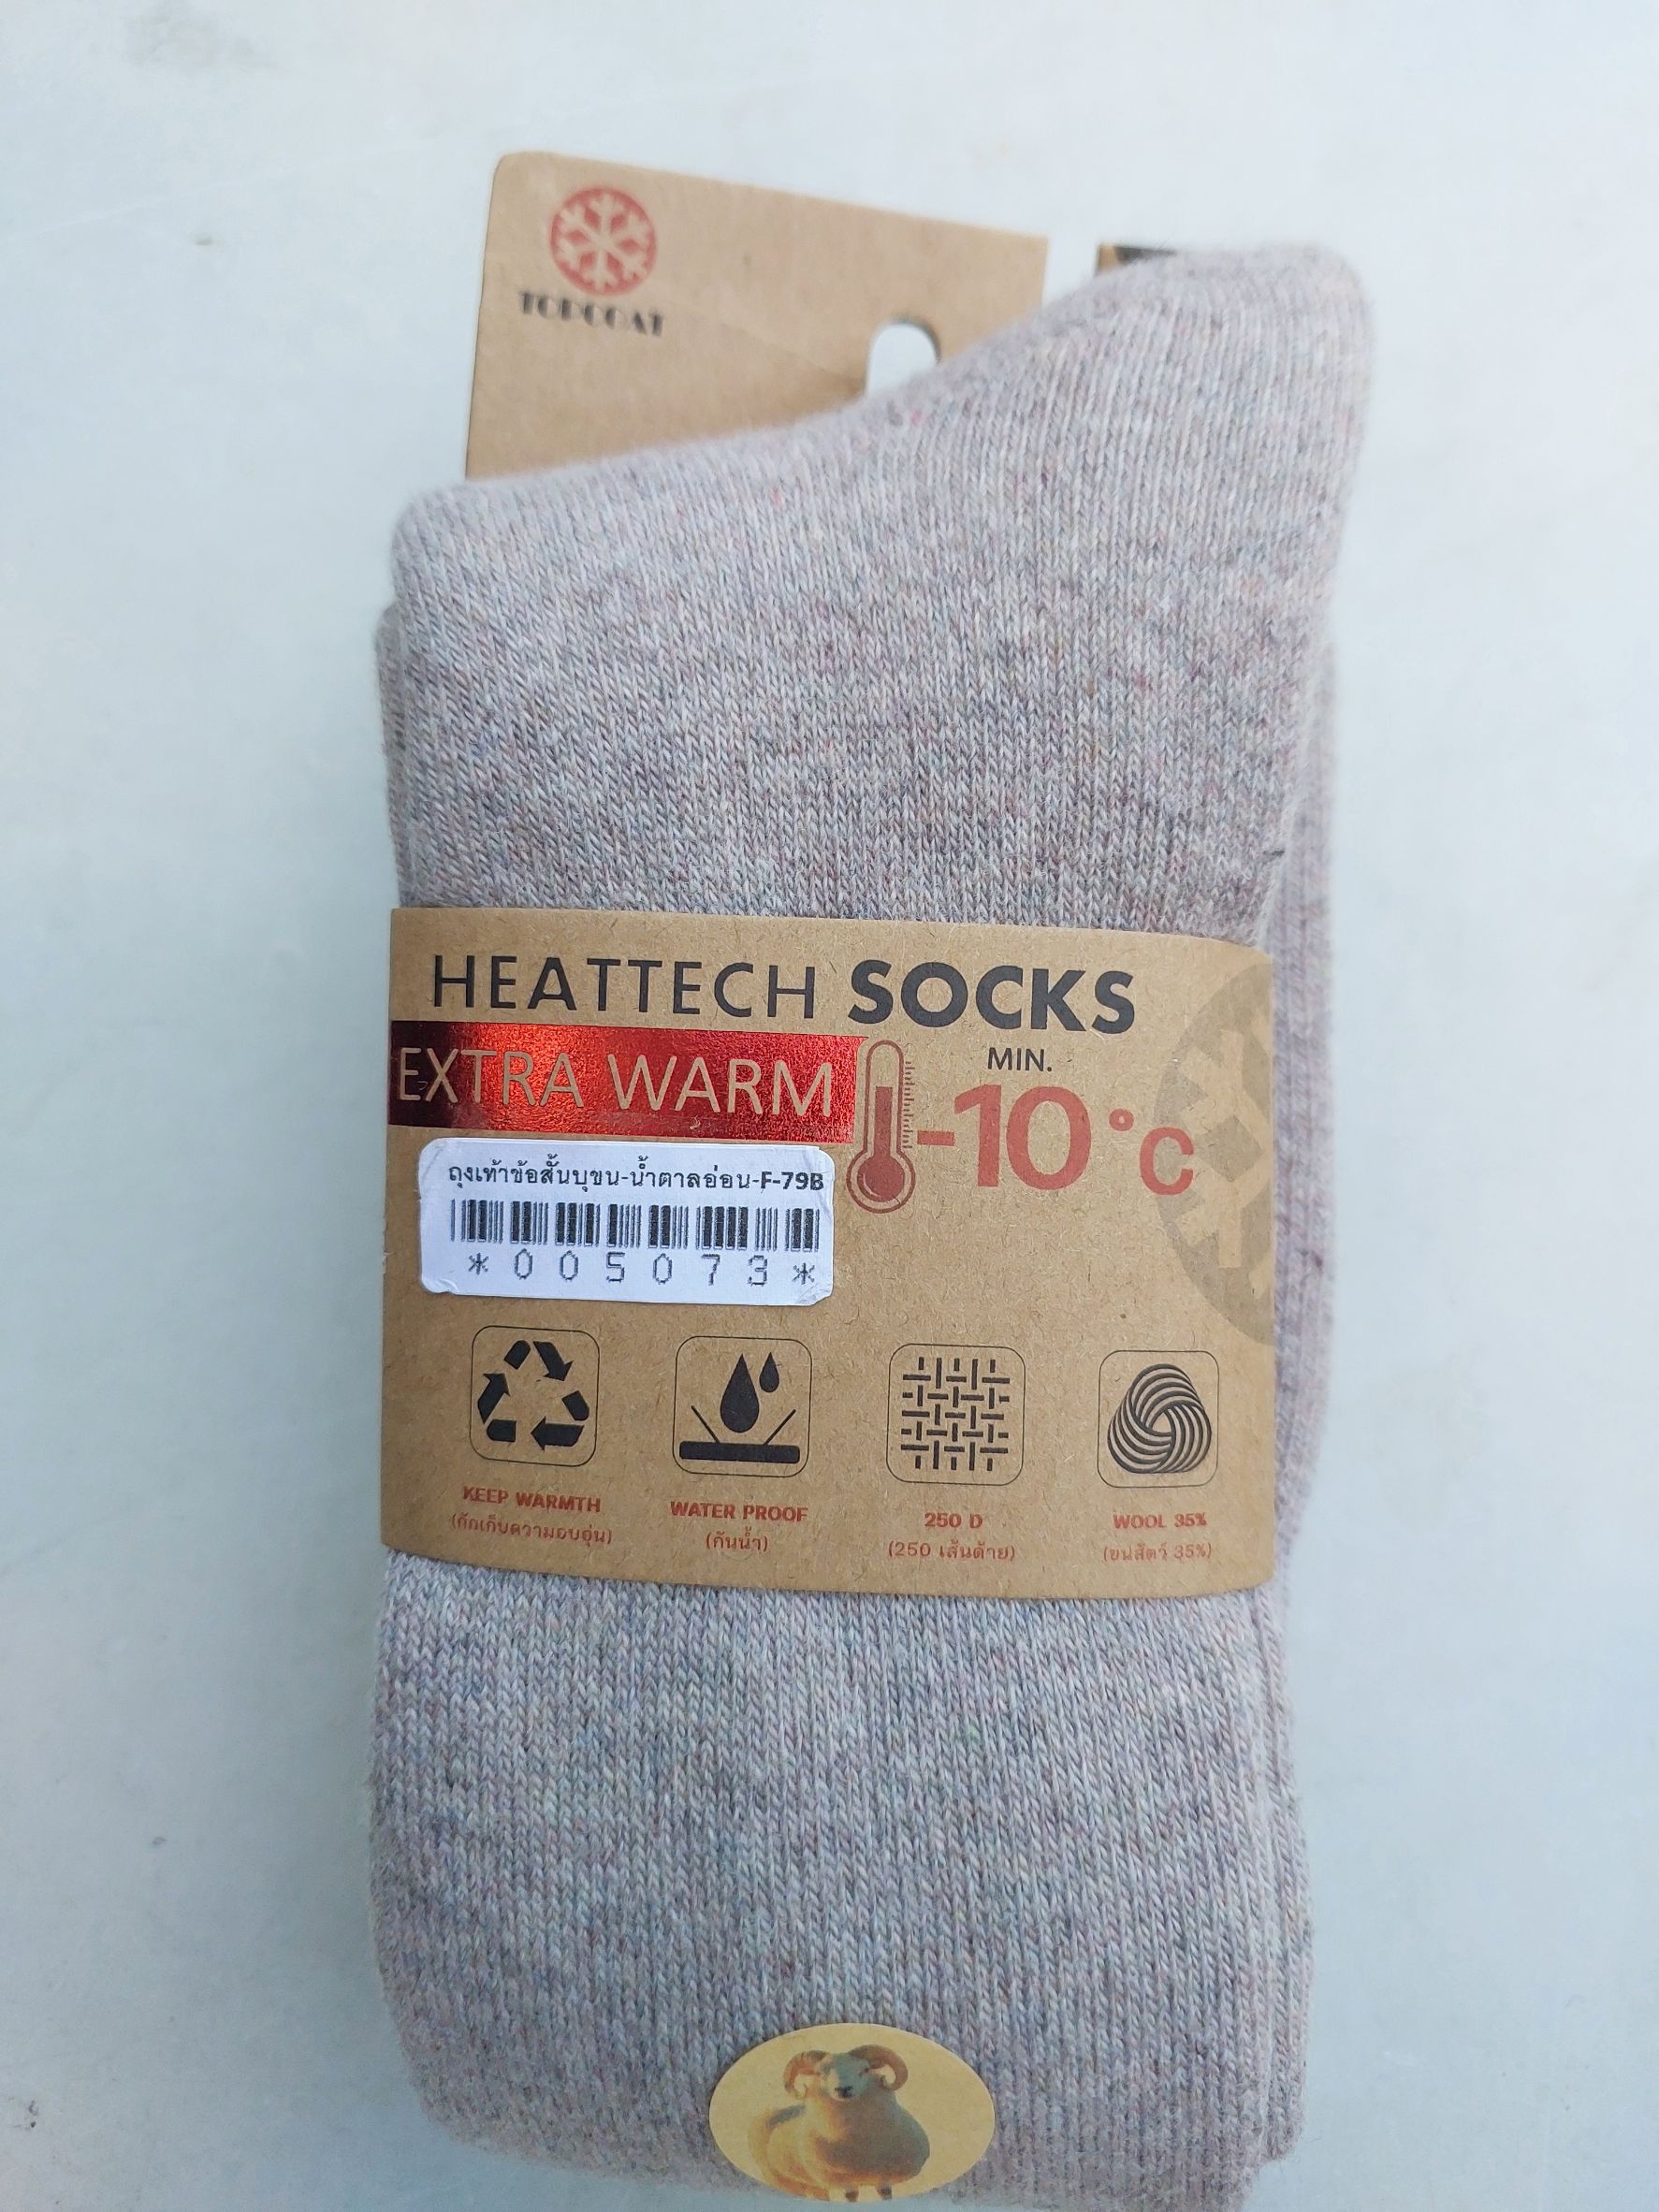 TOPCOAT
HEATTECH SOCKS
EXTRA WARM
MIN.
-10°C
ถุงเท้าข้อสั้นบุขน-น้ำตาลอ่อน-F-79B
*005073*
KEEP WARMTH
(กักเก็บความอบอุ่น)
WATER PROOF
(กันน้ำ)
250 D
(250 เส้นด้าย)
WOOL 35%
(ขนสัตว์ 35%)